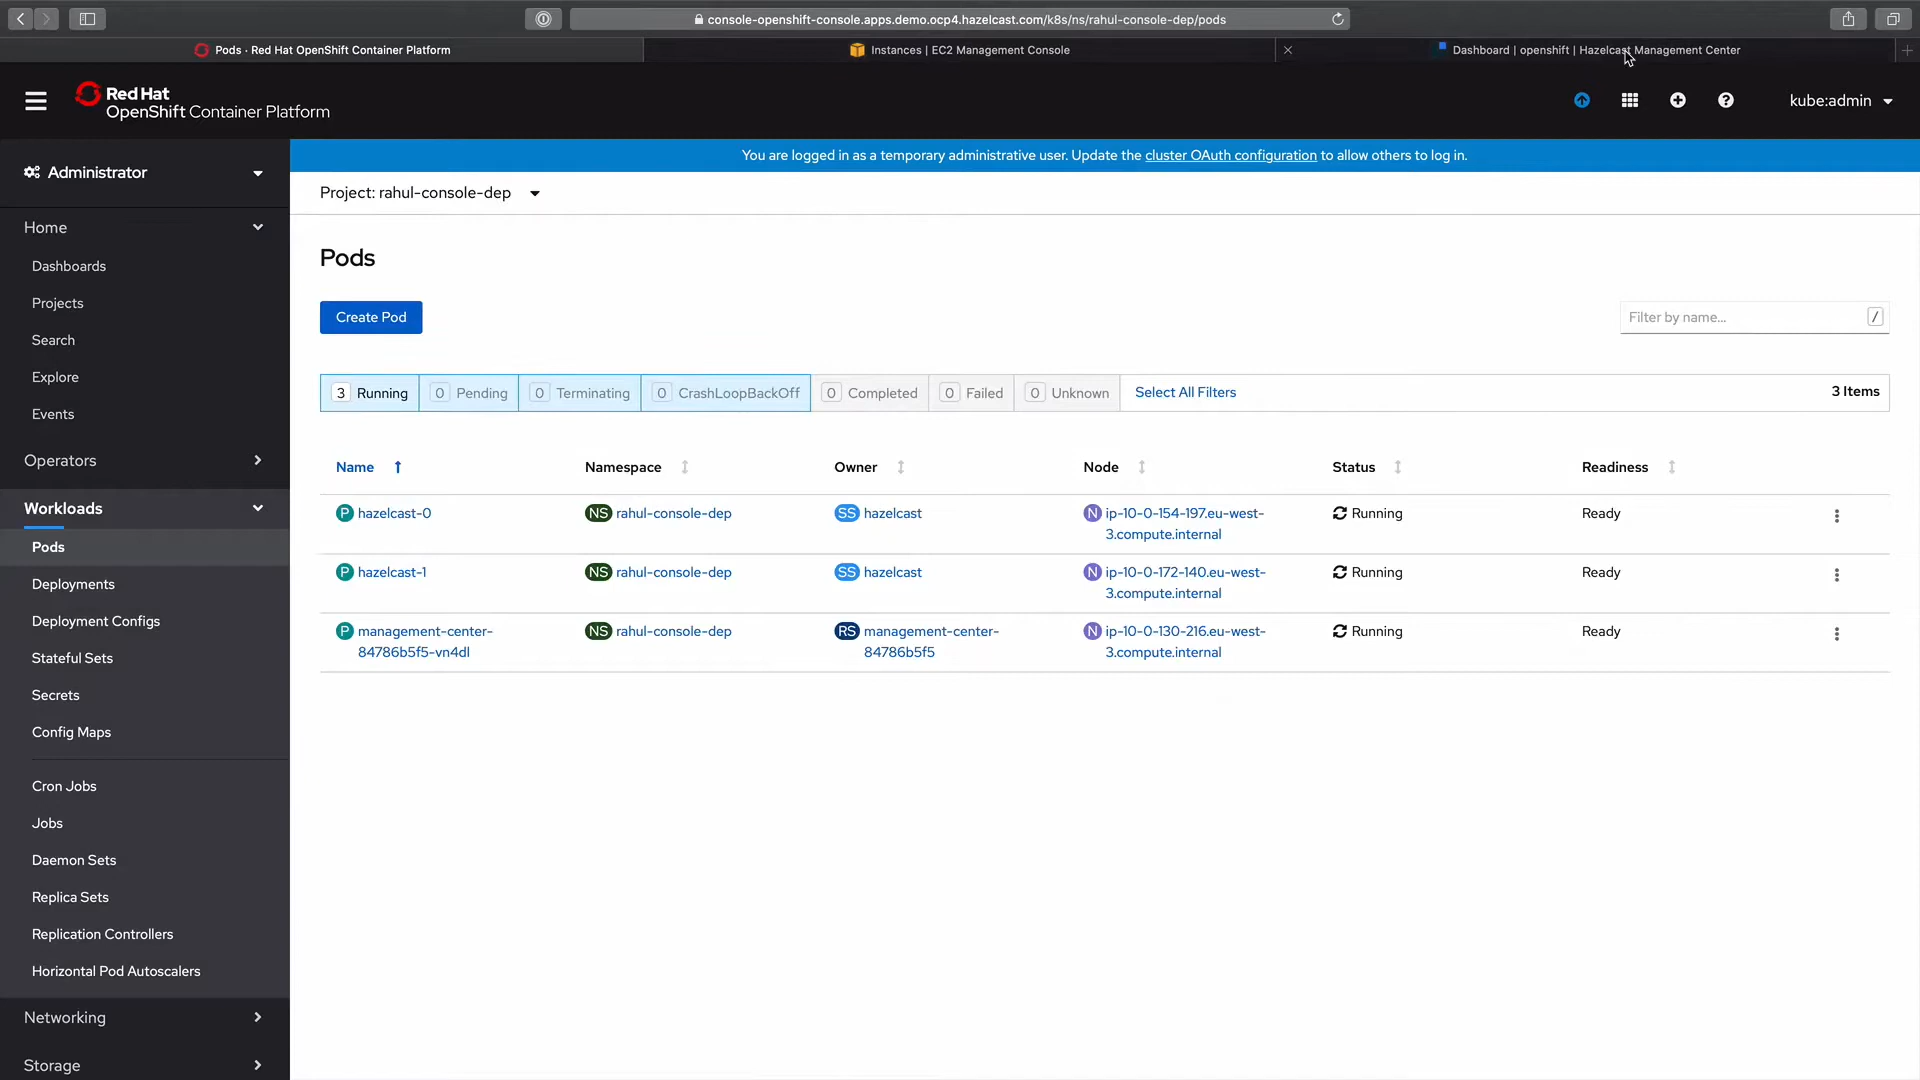 console-openshift-console.apps.demo.ocp4.hazelcast.com/k8s/ns/rahul-console-dep/pods
Pods · Red Hat OpenShift Container Platform
Instances | EC2 Management Console
Dashboard | openshift | Hazelcast Management Center
Red Hat
OpenShift Container Platform
kube:admin
Administrator
You are logged in as a temporary administrative user. Update the cluster OAuth configuration to allow others to log in.
Project: rahul-console-dep
Home
Dashboards
Projects
Search
Explore
Events
Operators
Workloads
Pods
Deployments
Deployment Configs
Stateful Sets
Secrets
Config Maps
Cron Jobs
Jobs
Daemon Sets
Replica Sets
Replication Controllers
Horizontal Pod Autoscalers
Networking
Storage
Pods
Create Pod
Filter by name...
/
3 Running
0 Pending
0 Terminating
0 CrashLoopBackOff
0 Completed
0 Failed
0 Unknown
Select All Filters
3 Items
Name
Namespace
Owner
Node
Status
Readiness
P hazelcast-0
NS rahul-console-dep
SS hazelcast
N ip-10-0-154-197.eu-west-
3.compute.internal
Running
Ready
P hazelcast-1
NS rahul-console-dep
SS hazelcast
N ip-10-0-172-140.eu-west-
3.compute.internal
Running
Ready
P management-center-
84786b5f5-vn4dl
NS rahul-console-dep
RS management-center-
84786b5f5
N ip-10-0-130-216.eu-west-
3.compute.internal
Running
Ready